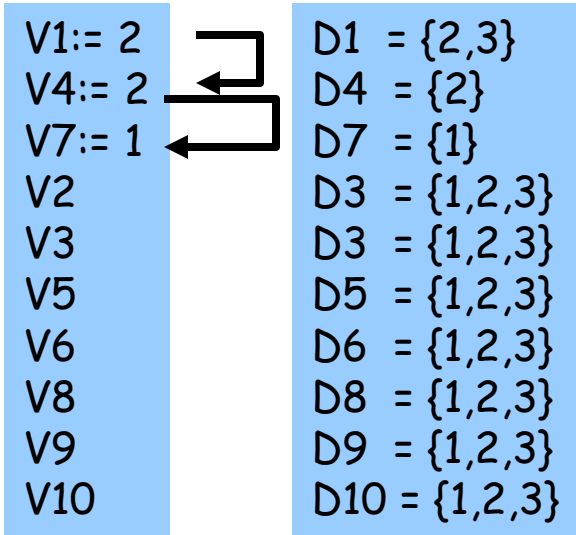 V1:= 2 D1 = {2,3}
V4:= 2 D4 = {2}
V7:= 1 D7 = {1}
V2 D3 = {1,2,3}
V3 D3 = {1,2,3}
V5 D5 = {1,2,3}
V6 D6 = {1,2,3}
V8 D8 = {1,2,3}
V9 D9 = {1,2,3}
V10 D10 = {1,2,3}